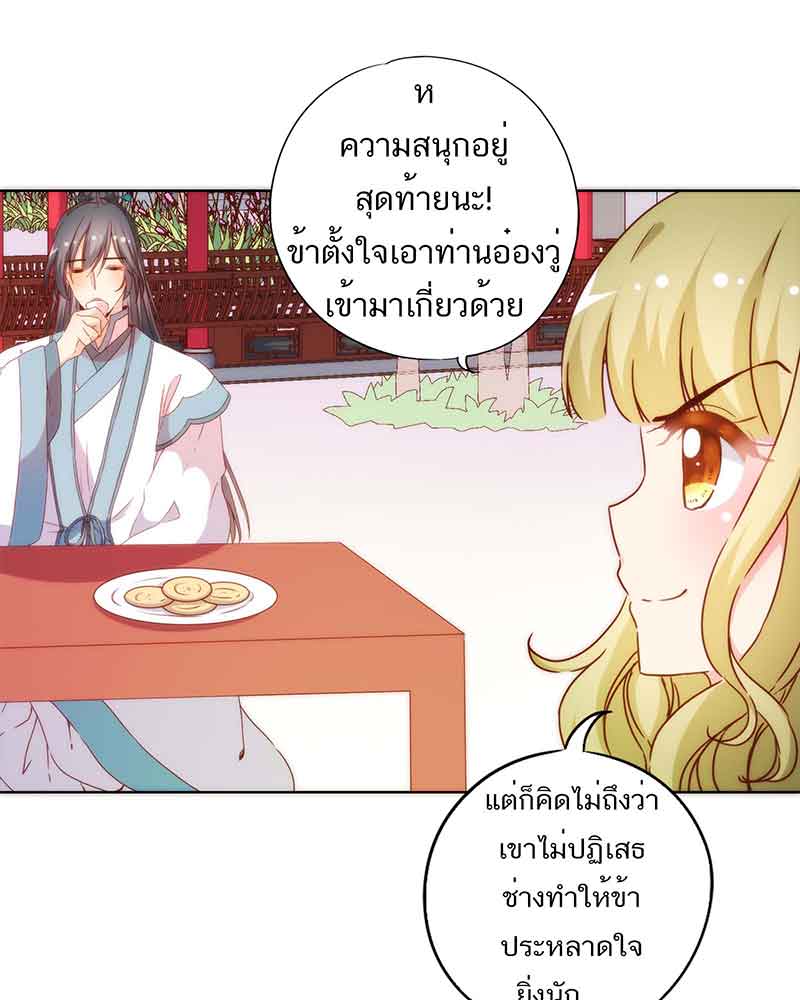 ห
ความสนุกอยู่
สุดท้ายนะ!
ข้าตั้งใจเอาท่านอ๋องวู่
เข้ามาเกี่ยวด้วย
แต่ก็คิดไม่ถึงว่า
เขาไม่ปฏิเสธ
ช่างทำให้ข้า
ประหลาดใจ
ยิ่งนัก